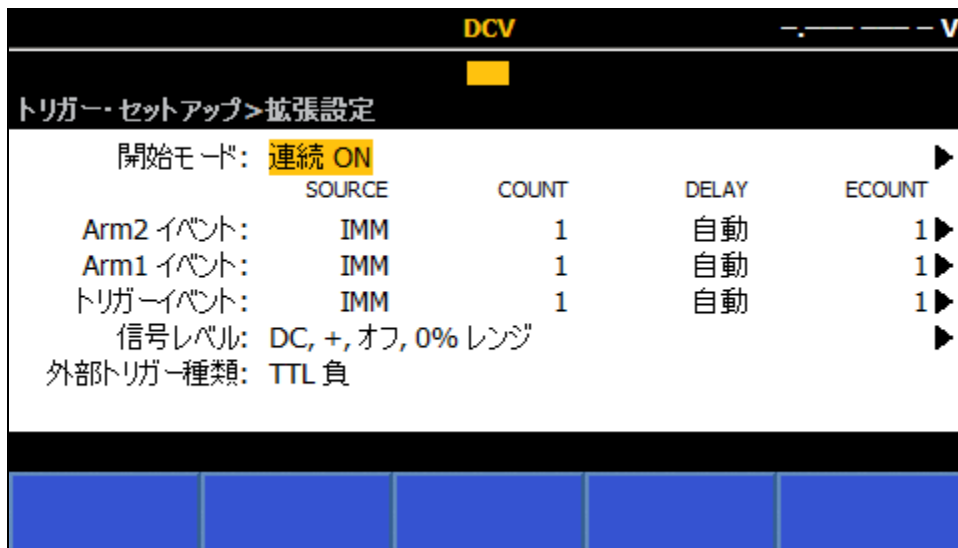 DCV -.---- ---- - V
トリガー・セットアップ>拡張設定
開始モード: 連続 ON
SOURCE COUNT DELAY ECOUNT
Arm2 イベント: IMM 1 自動 1
Arm1 イベント: IMM 1 自動 1
トリガーイベント: IMM 1 自動 1
信号レベル: DC, +, オフ, 0% レンジ
外部トリガー種類: TTL 負